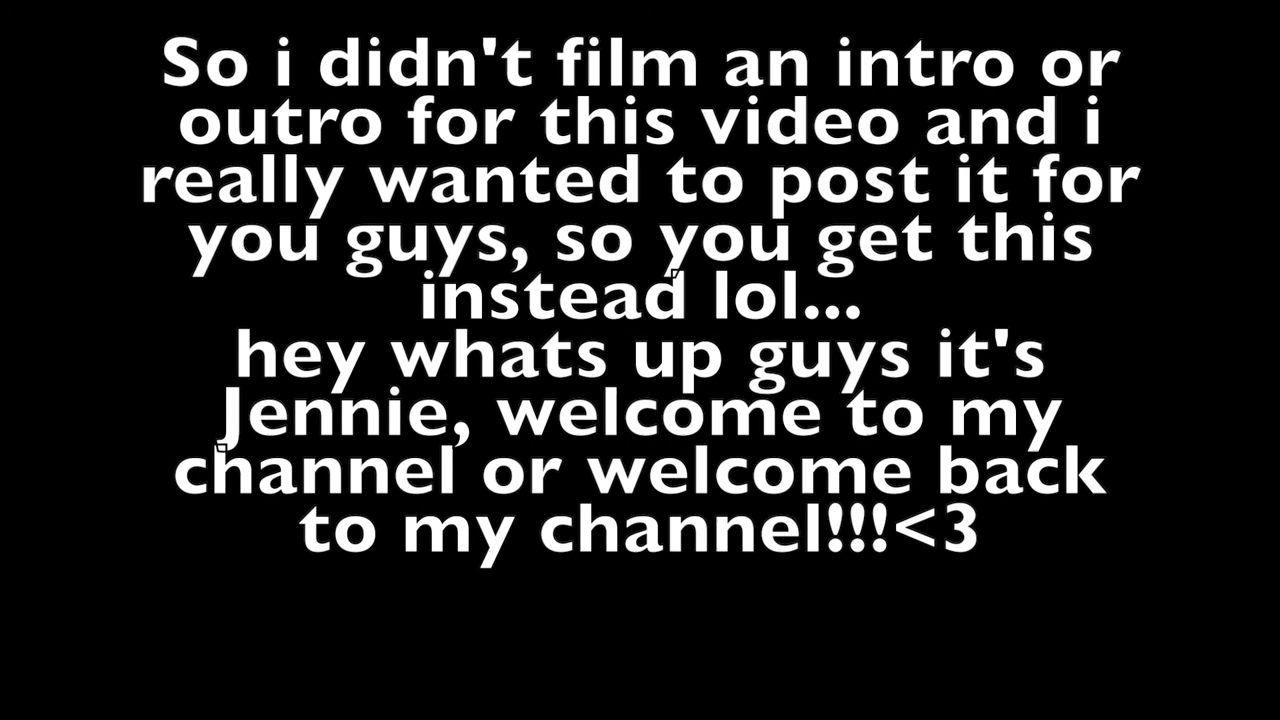 So i didn't film an intro or
outro for this video and i
really wanted to post it for
you guys, so you get this
instead lol...
hey whats up guys it's
Jennie, welcome to my
channel or welcome back
to my channel!!!<3